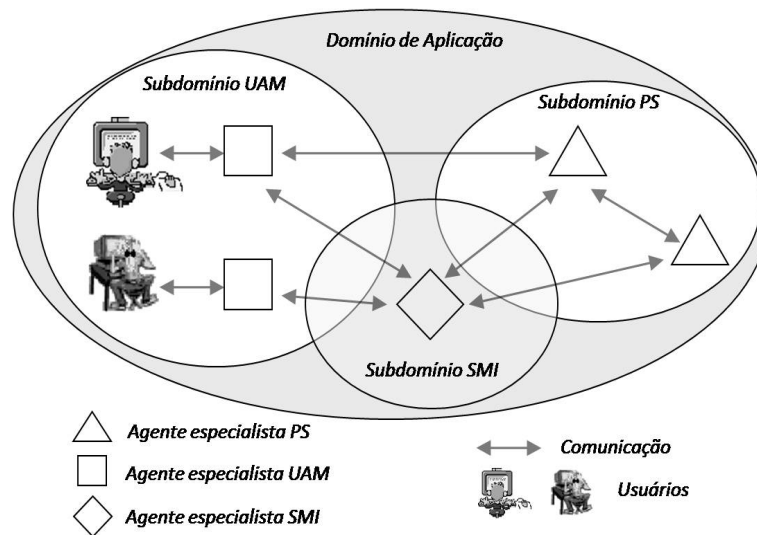 Domínio de Aplicação
Subdomínio UAM
Subdomínio PS
Subdomínio SMI
Agente especialista PS
Agente especialista UAM
Agente especialista SMI
Comunicação
Usuários